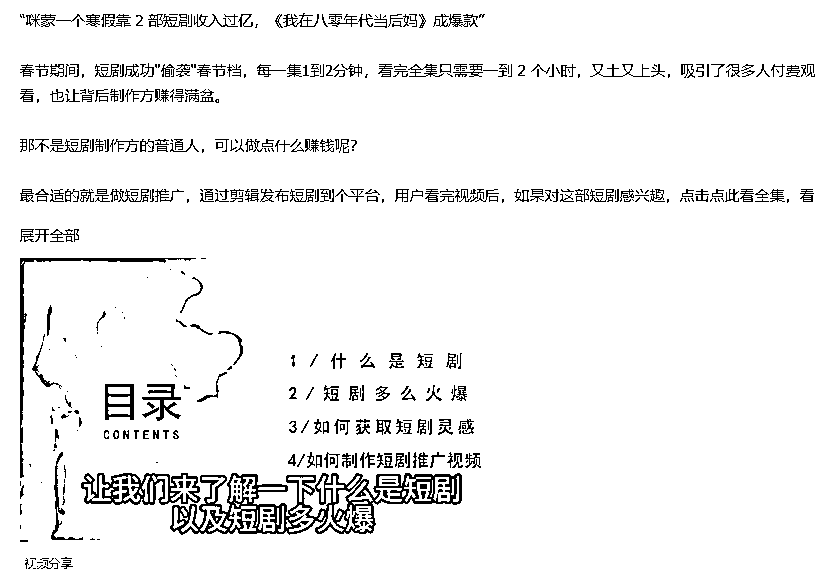 “咪蒙一个寒假靠 2 部短剧收入过亿，《我在八零年代当后妈》成爆款”
春节期间，短剧成功"偷袭"春节档，每一集1到2分钟，看完全集只需要一到 2 个小时，又土又上头，吸引了很多人付费观
看，也让背后制作方赚得满盆。
那不是短剧制作方的普通人，可以做点什么赚钱呢？
最合适的就是做短剧推广，通过剪辑发布短剧到个平台，用户看完视频后，如果对这部短剧感兴趣，点击点此看全集，看
展开全部
目录
CONTENTS
1 / 什么是短剧
2 / 短剧多么火爆
3/如何获取短剧灵感
4/如何制作短剧推广视频
让我们来了解一下什么是短剧
以及短剧多火爆
视频分享